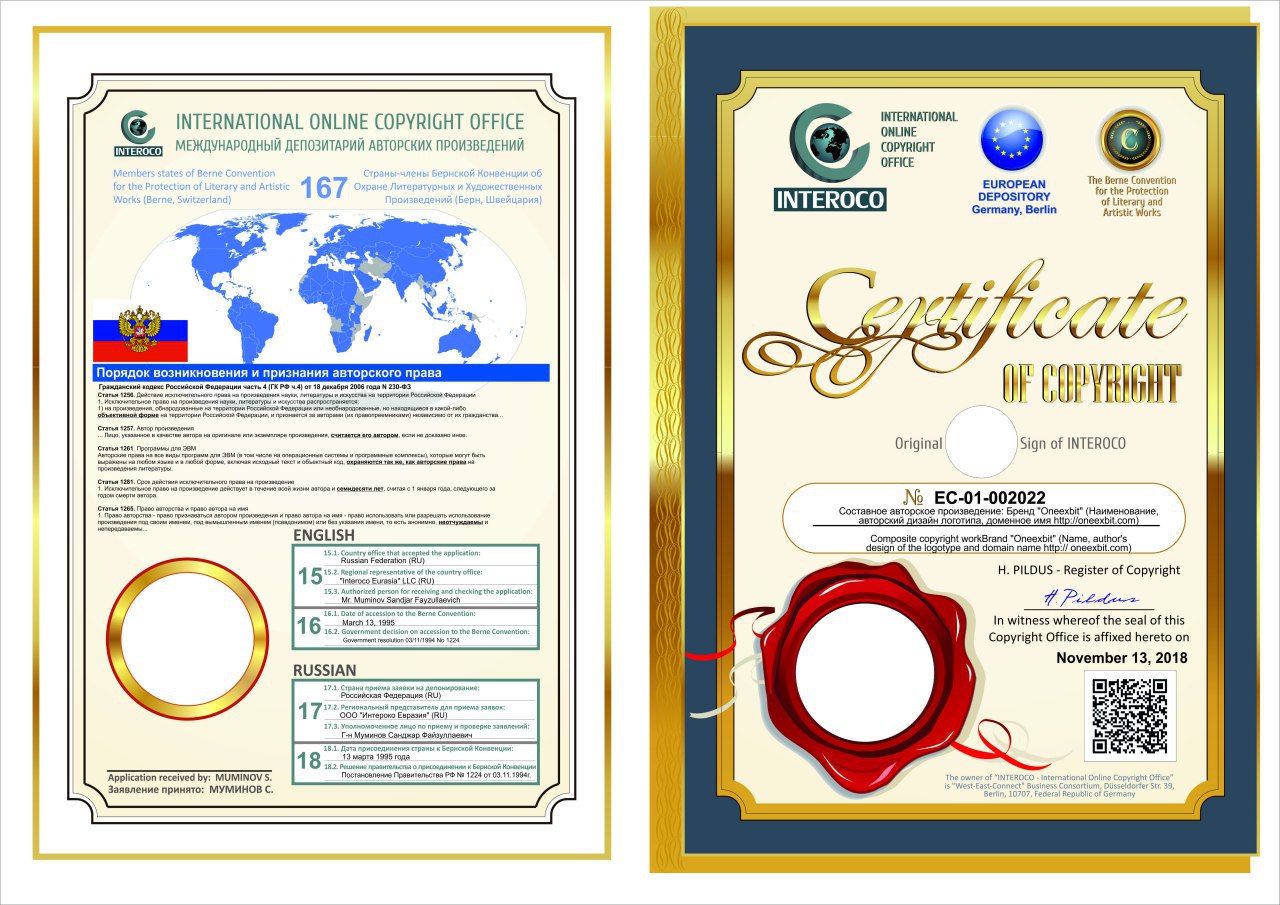 INTEROCO
INTERNATIONAL ONLINE COPYRIGHT OFFICE
МЕЖДУНАРОДНЫЙ ДЕПОЗИТАРИЙ АВТОРСКИХ ПРОИЗВЕДЕНИЙ
Members states of Berne Convention
for the Protection of Literary and Artistic
Works (Berne, Switzerland)
167
Страны-члены Бернской Конвенции об
Охране Литературных и Художественных
Произведений (Берн, Швейцария)
Порядок возникновения и признания авторского права
Гражданский кодекс Российской Федерации часть 4 (ГК РФ ч.4) от 18 декабря 2006 года N 230-ФЗ
Статья 1256. Действие исключительного права на произведения науки, литературы и искусства на территории Российской Федерации
1. Исключительное право на произведения науки, литературы и искусства распространяется:
1) на произведения, обнародованные на территории Российской Федерации или необнародованные, но находящиеся в какой-либо
объективной форме на территории Российской Федерации, и признается за авторами (их правопреемниками) независимо от их гражданства...
Статья 1257. Автор произведения
... Лицо, указанное в качестве автора на оригинале или экземпляре произведения, считается его автором, если не доказано иное.
Статья 1261. Программы для ЭВМ
Авторские права на все виды программ для ЭВМ (в том числе на операционные системы и программные комплексы), которые могут быть
выражены на любом языке и в любой форме, включая исходный текст и объектный код, охраняются так же, как авторские права на
произведения литературы.
Статья 1281. Срок действия исключительного права на произведение
1. Исключительное право на произведение действует в течение всей жизни автора и семидесяти лет, считая с 1 января года, следующего за
годом смерти автора.
Статья 1265. Право авторства и право автора на имя
1. Право авторства - право признаваться автором произведения и право автора на имя - право использовать или разрешать использование
произведения под своим именем, под вымышленным именем (псевдонимом) или без указания имени, то есть анонимно, неотчуждаемы и
непередаваемы...
ENGLISH
15
15.1. Country office that accepted the application:
Russian Federation (RU)
15.2. Regional representative of the country office:
"Interoco Eurasia" LLC (RU)
15.3. Authorized person for receiving and checking the application:
Mr. Muminov Sandjar Fayzullaevich
16
16.1. Date of accession to the Berne Convention:
March 13, 1995
16.2. Government decision on accession to the Berne Convention:
Government resolution 03/11/1994 No 1224
RUSSIAN
17
17.1. Страна приема заявки на депонирование:
Российская Федерация (RU)
17.2. Региональный представитель для приема заявок:
ООО "Интероко Евразия" (RU)
17.3. Уполномоченное лицо по приему и проверке заявлений:
Г-н Муминов Санджар Файзуллаевич
18
18.1. Дата присоединения страны к Бернской Конвенции:
13 марта 1995 года
18.2. Решение правительства о присоединении к Бернской Конвенции
Постановление Правительства РФ № 1224 от 03.11.1994г.
Application received by: MUMINOV S.
Заявление принято: МУМИНОВ С.
INTEROCO
INTERNATIONAL
ONLINE
COPYRIGHT
OFFICE
EUROPEAN
DEPOSITORY
Germany, Berlin
C
The Berne Convention
for the Protection
of Literary and
Artistic Works
Certificate
OF COPYRIGHT
Original Sign of INTEROCO
№ EC-01-002022
Составное авторское произведение: Бренд "Oneexbit" (Наименование,
авторский дизайн логотипа, доменное имя http://oneexbit.com)
Composite copyright workBrand "Oneexbit" (Name, author's
design of the logotype and domain name http:// oneexbit.com)
H. PILDUS - Register of Copyright
H. Pildus
In witness whereof the seal of this
Copyright Office is affixed hereto on
November 13, 2018
The owner of "INTEROCO - International Online Copyright Office"
is "West-East-Connect" Business Consortium, Düsseldorfer Str. 39,
Berlin, 10707, Federal Republic of Germany